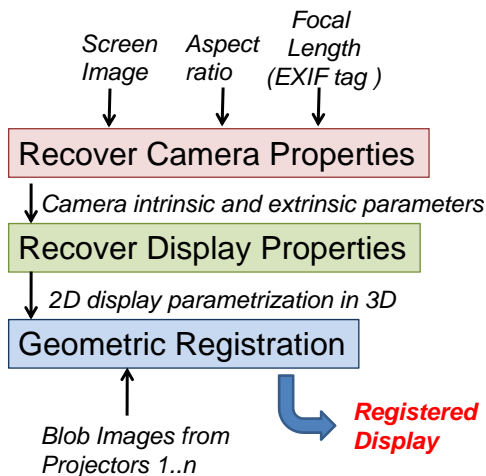 Screen
Image
Aspect
ratio
Focal
Length
(EXIF tag )
Recover Camera Properties
Camera intrinsic and extrinsic parameters
Recover Display Properties
2D display parametrization in 3D
Geometric Registration
Blob Images from
Projectors 1..n
Registered
Display